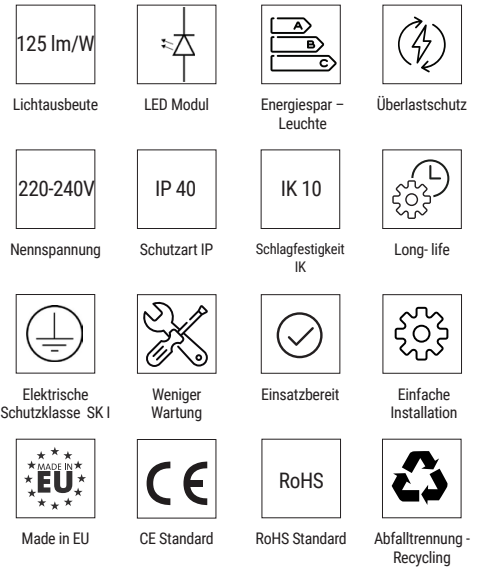 125 lm/W
Lichtausbeute
LED Modul
A
B
C
Energiespar –
Leuchte
Überlastschutz
220-240V
Nennspannung
IP 40
Schutzart IP
IK 10
Schlagfestigkeit
IK
Long- life
Elektrische
Schutzklasse SK I
Weniger
Wartung
Einsatzbereit
Einfache
Installation
MADE IN
EU
Made in EU
CE
CE Standard
RoHS
RoHS Standard
Abfalltrennung -
Recycling